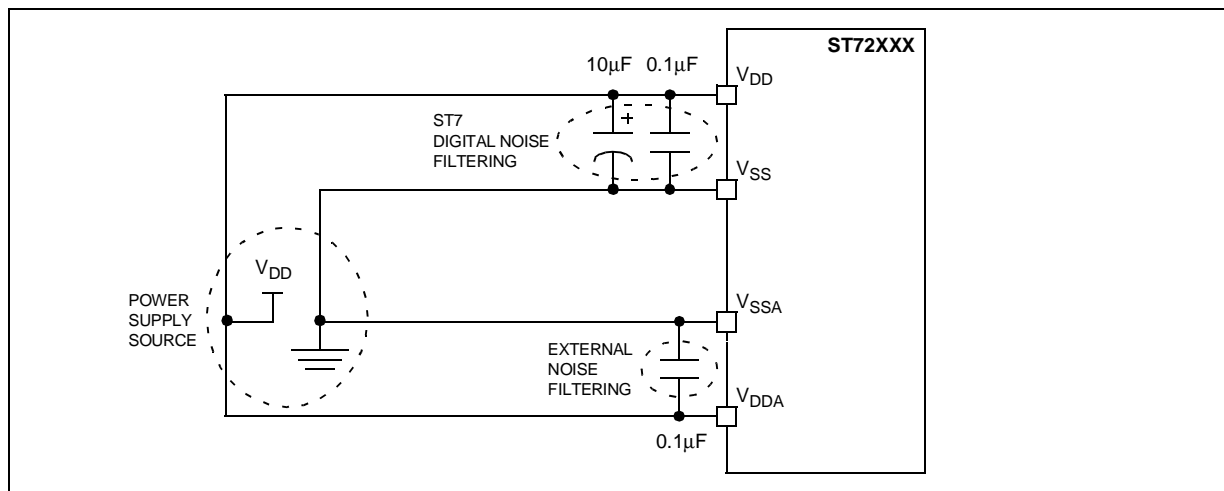 ST72XXX
10μF 0.1μF
VDD
ST7
DIGITAL NOISE
FILTERING
+
VSS
VDD
POWER
SUPPLY
SOURCE
VSSA
EXTERNAL
NOISE
FILTERING
VDDA
0.1μF